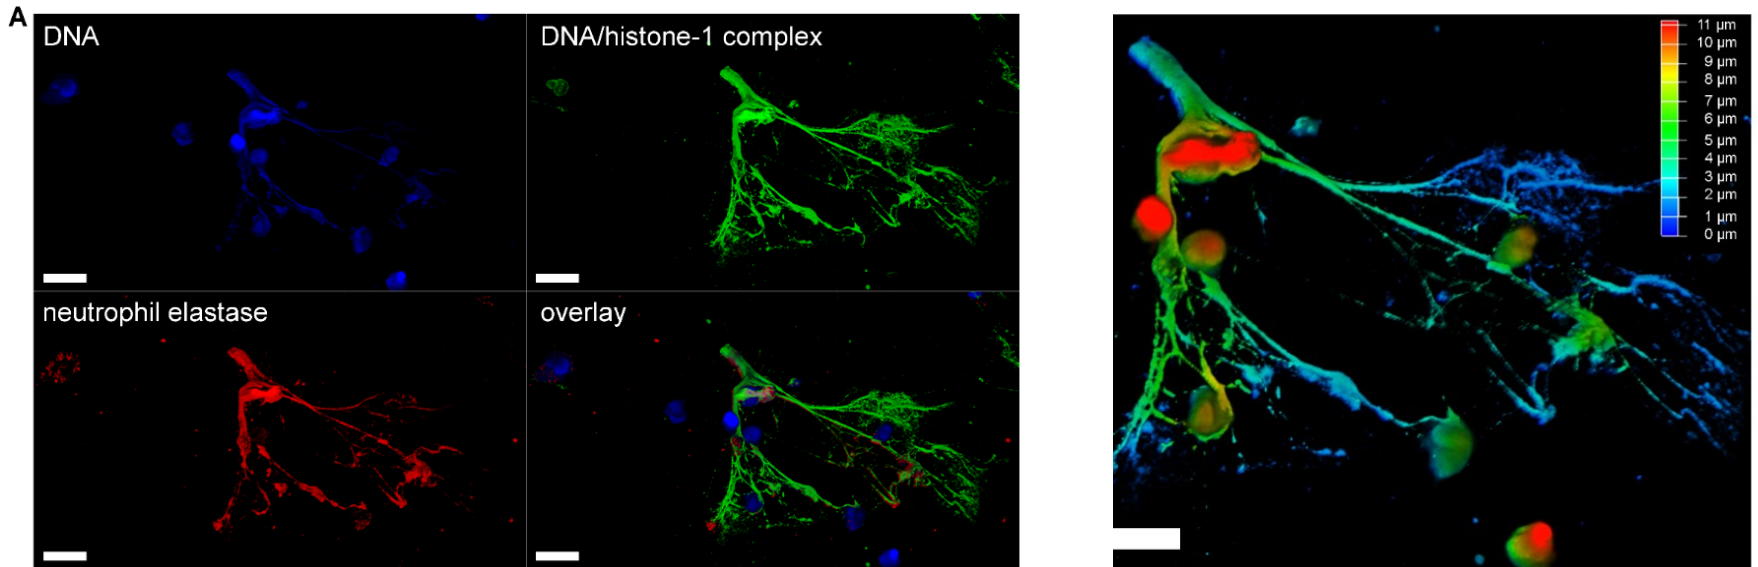 A
DNA
DNA/histone-1 complex
neutrophil elastase
overlay
11 µm
10 µm
9 µm
8 µm
7 µm
6 µm
5 µm
4 µm
3 µm
2 µm
1 µm
0 µm